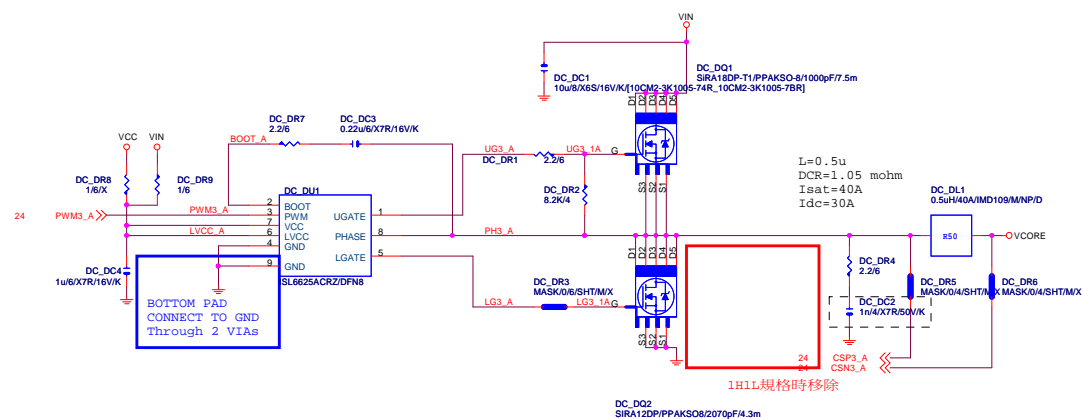 VIN
DC_DC1
10u/8/X6S/16V/K/[10CM2-3K1005-74R_10CM2-3K1005-7BR]
DC_DQ1
SiRA18DP-T1/PPAKSO-8/1000pF/7.5m
D1 D2 D3 D4 D5
G
S3 S2 S1
DC_DR7
2.2/6
DC_DC3
0.22u/6/X7R/16V/K
BOOT_A
VCC
VIN
DC_DR8
1/6/X
DC_DR9
1/6
UG3_A
DC_DR1
2.2/6
UG3_1A
DC_DR2
8.2K/4
L=0.5u
DCR=1.05 mohm
Isat=40A
Idc=30A
DC_DU1
24 PWM3_A
PWM3_A
LVCC_A
2 BOOT
3 PWM
7 VCC
6 LVCC
4 GND
9 GND
UGATE 1
PHASE 8
LGATE 5
SL6625ACRZ/DFN8
PH3_A
DC_DL1
0.5uH/40A/IMD109/M/NP/D
R50
VCORE
DC_DC4
1u/6/X7R/16V/K
BOTTOM PAD
CONNECT TO GND
Through 2 VIAs
LG3_A
DC_DR3
MASK/0/6/SHT/M/X
LG3_1A
D1 D2 D3 D4 D5
G
S3 S2 S1
DC_DR4
2.2/6
DC_DC2
1n/4/X7R/50V/K
DC_DR5
MASK/0/4/SHT/M/X
DC_DR6
MASK/0/4/SHT/M/X
24 CSP3_A
24 CSN3_A
1H1L規格時移除
DC_DQ2
SIRA12DP/PPAKSO8/2070pF/4.3m